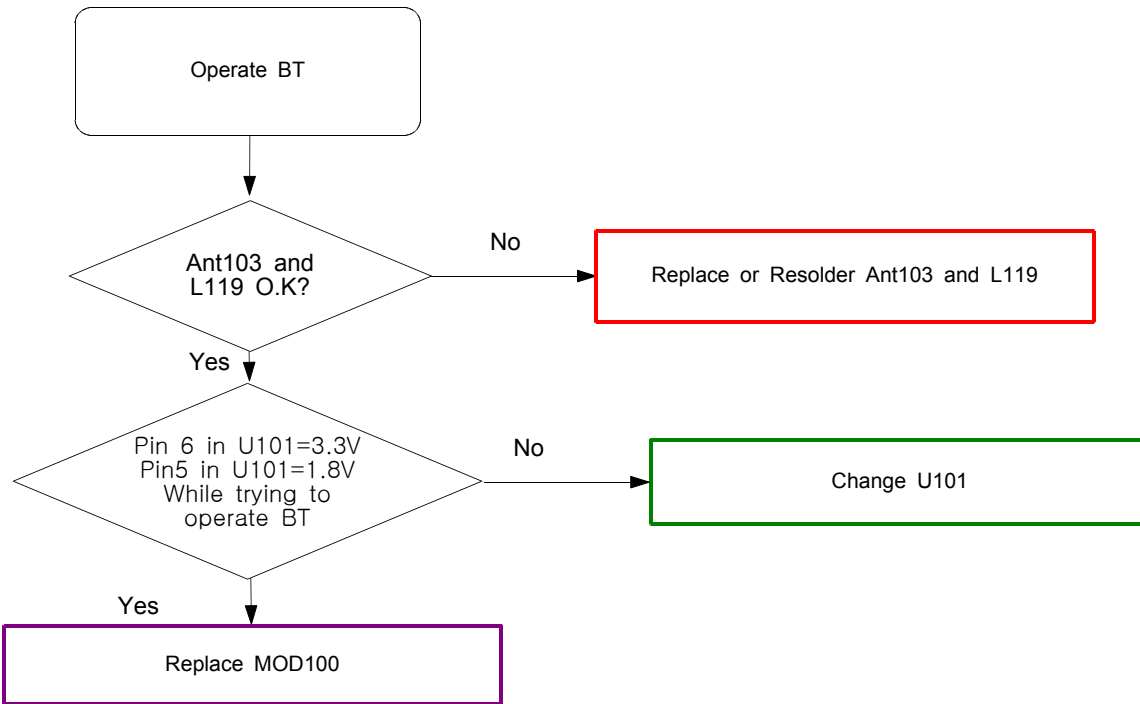 Operate BT
Ant103 and
L119 O.K?
No
Replace or Resolder Ant103 and L119
Yes
Pin 6 in U101=3.3V
Pin5 in U101=1.8V
While trying to
operate BT
No
Change U101
Yes
Replace MOD100